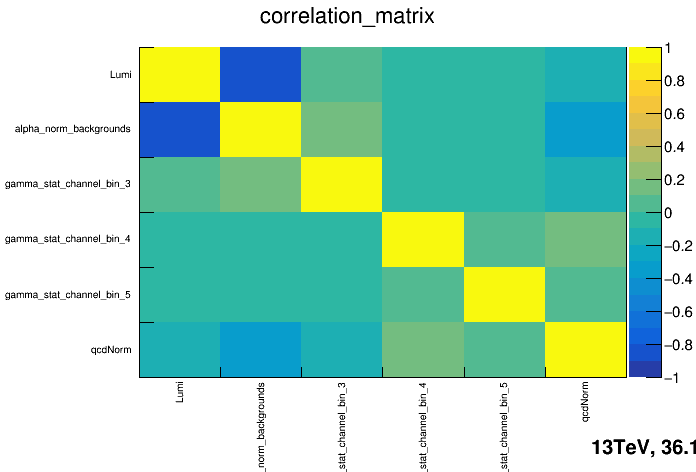 correlation_matrix
Lumi
alpha_norm_backgrounds
gamma_stat_channel_bin_3
gamma_stat_channel_bin_4
gamma_stat_channel_bin_5
qcdNorm
1
0.8
0.6
0.4
0.2
0
−0.2
−0.4
−0.6
−0.8
−1
Lumi
_norm_backgrounds
_stat_channel_bin_3
_stat_channel_bin_4
_stat_channel_bin_5
qcdNorm
13TeV, 36.1